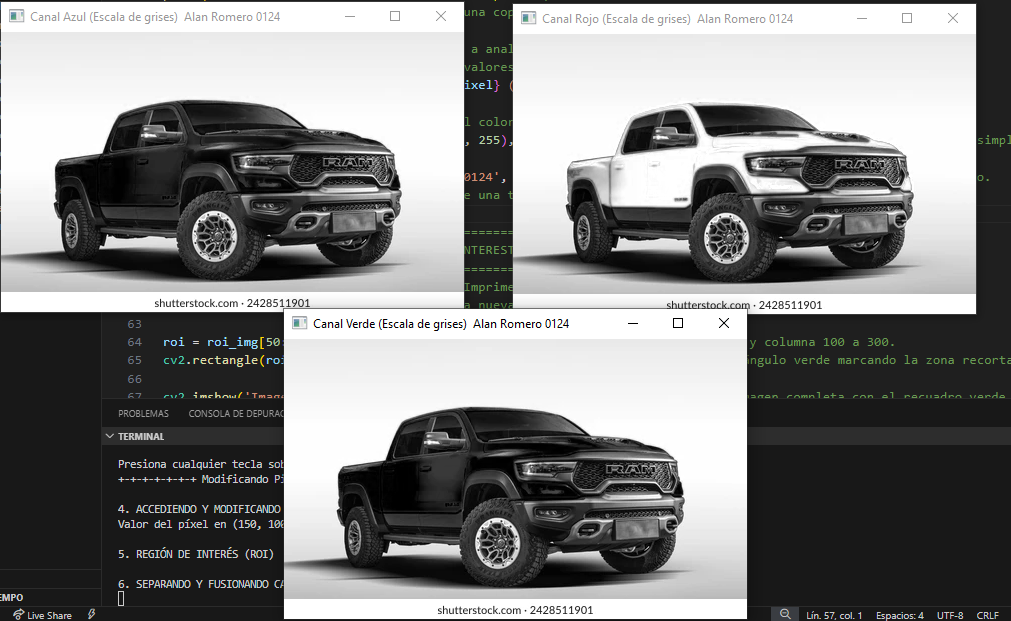 Canal Azul (Escala de grises)  Alan Romero 0124
RAM
shutterstock.com · 2428511901
Canal Rojo (Escala de grises)  Alan Romero 0124
RAM
shutterstock.com · 2428511901
Canal Verde (Escala de grises)  Alan Romero 0124
RAM
shutterstock.com · 2428511901
una cop
a anal
valores
ixel} (
l color
, 255),
simpl
0124',
o.
e una t
NTEREST
Imprime
a nueva
63
64 roi = roi_img[50: y columna 100 a 300.
65 cv2.rectangle(roi ángulo verde marcando la zona recorta
66
67 cv2.imshow('Image magen completa con el recuadro verde
PROBLEMAS CONSOLA DE DEPURAC
TERMINAL
Presiona cualquier tecla sob
+-+-+-+-+-+-+ Modificando Pí
4. ACCEDIENDO Y MODIFICANDO
Valor del píxel en (150, 100
5. REGIÓN DE INTERÉS (ROI)
6. SEPARANDO Y FUSIONANDO CA
EMPO
Live Share
Lín. 57, col. 1 Espacios: 4 UTF-8 CRLF